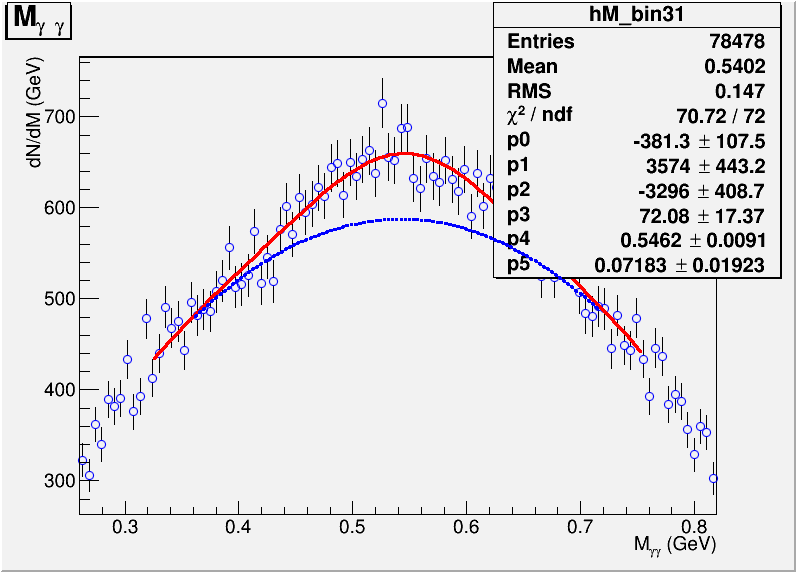 M γ γ
hM_bin31
Entries 78478
Mean 0.5402
RMS 0.147
χ² / ndf 70.72 / 72
p0 -381.3 ± 107.5
p1 3574 ± 443.2
p2 -3296 ± 408.7
p3 72.08 ± 17.37
p4 0.5462 ± 0.0091
p5 0.07183 ± 0.01923
dN/dM (GeV)
700
600
500
400
300
0.3 0.4 0.5 0.6 0.7 0.8
Mγγ (GeV)